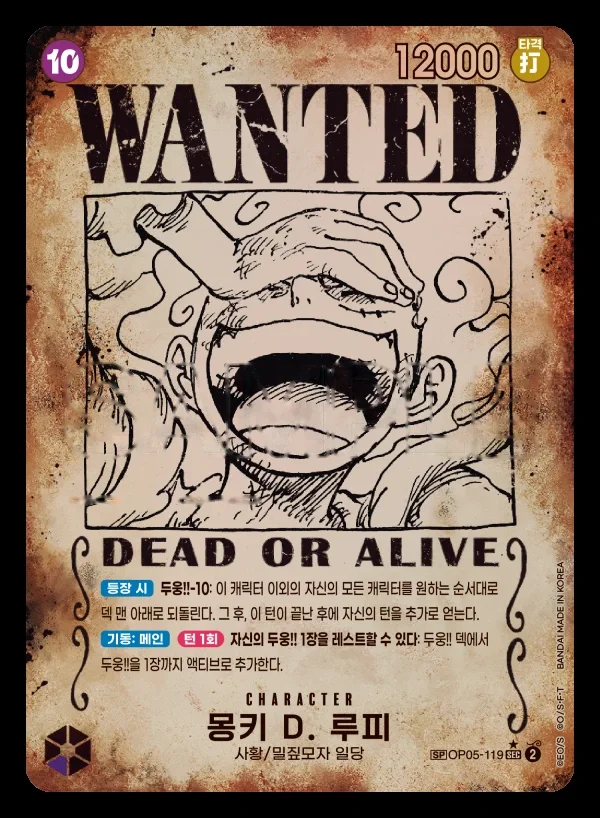 10
12000
타격
打
WANTED
DEAD OR ALIVE
등장 시 두웅!!-10: 이 캐릭터 이외의 자신의 모든 캐릭터를 원하는 순서대로
덱 맨 아래로 되돌린다. 그 후, 이 턴이 끝난 후에 자신의 턴을 추가로 얻는다.
기동: 메인 턴 1회 자신의 두웅!! 1장을 레스트할 수 있다: 두웅!! 덱에서
두웅!!을 1장까지 액티브로 추가한다.
CHARACTER
몽키 D. 루피
사황/밀짚모자 일당
SP OP05-119 SEC 2
©EO/S ©O/S·F·T BANDAI MADE IN KOREA